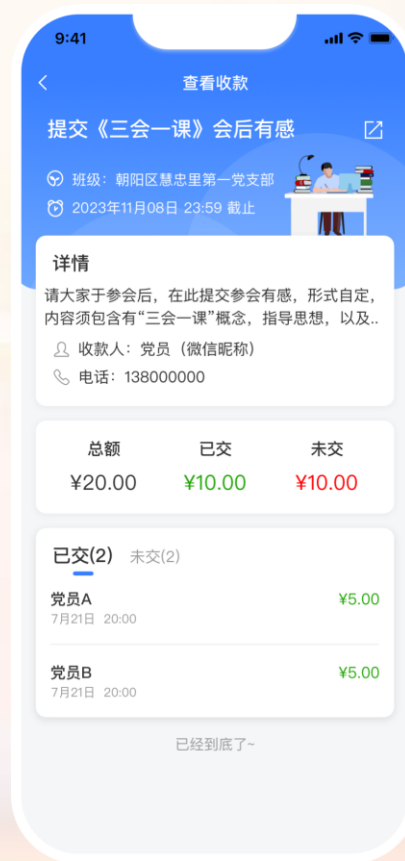 9:41
查看收款
提交《三会一课》会后有感
班级：朝阳区慧忠里第一党支部
2023年11月08日 23:59 截止
详情
请大家于参会后，在此提交参会有感，形式自定，
内容须包含有“三会一课”概念，指导思想，以及..
收款人：党员（微信昵称）
电话：138000000
总额 已交 未交
¥20.00 ¥10.00 ¥10.00
已交(2) 未交(2)
党员A ¥5.00
7月21日 20:00
党员B ¥5.00
7月21日 20:00
已经到底了~